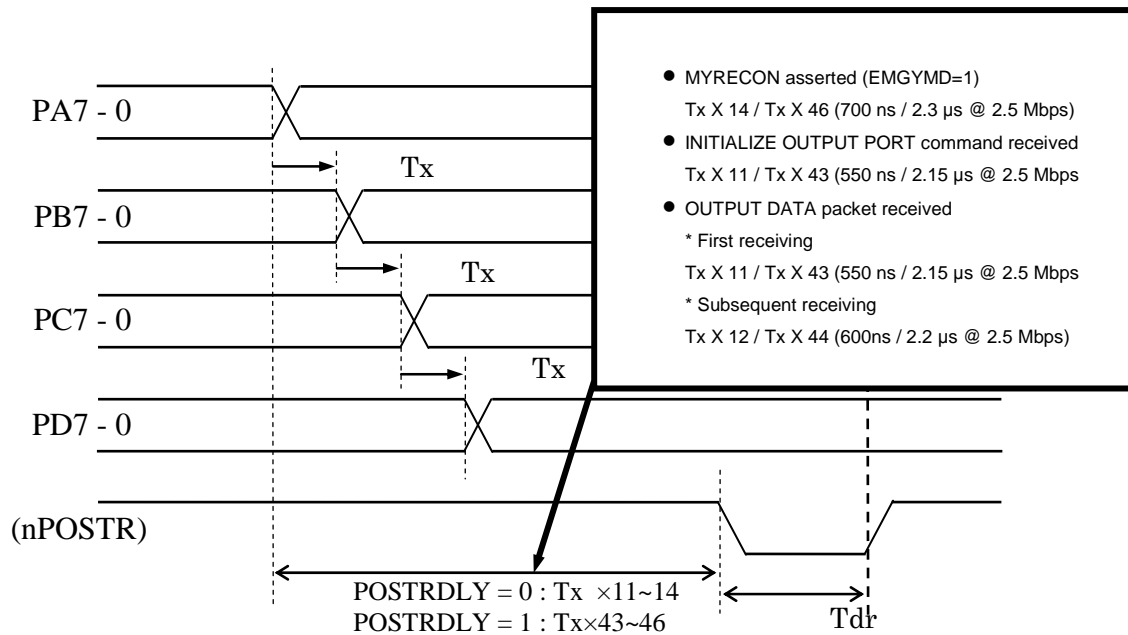 ● MYRECON asserted (EMGYMD=1)
Tx X 14 / Tx X 46 (700 ns / 2.3 µs @ 2.5 Mbps)
● INITIALIZE OUTPUT PORT command received
Tx X 11 / Tx X 43 (550 ns / 2.15 µs @ 2.5 Mbps
● OUTPUT DATA packet received
* First receiving
Tx X 11 / Tx X 43 (550 ns / 2.15 µs @ 2.5 Mbps
* Subsequent receiving
Tx X 12 / Tx X 44 (600ns / 2.2 µs @ 2.5 Mbps)
PA7 - 0
Tx
PB7 - 0
Tx
PC7 - 0
Tx
PD7 - 0
(nPOSTR)
POSTRDLY = 0 : Tx ×11~14
POSTRDLY = 1 : Tx×43~46
Tdr